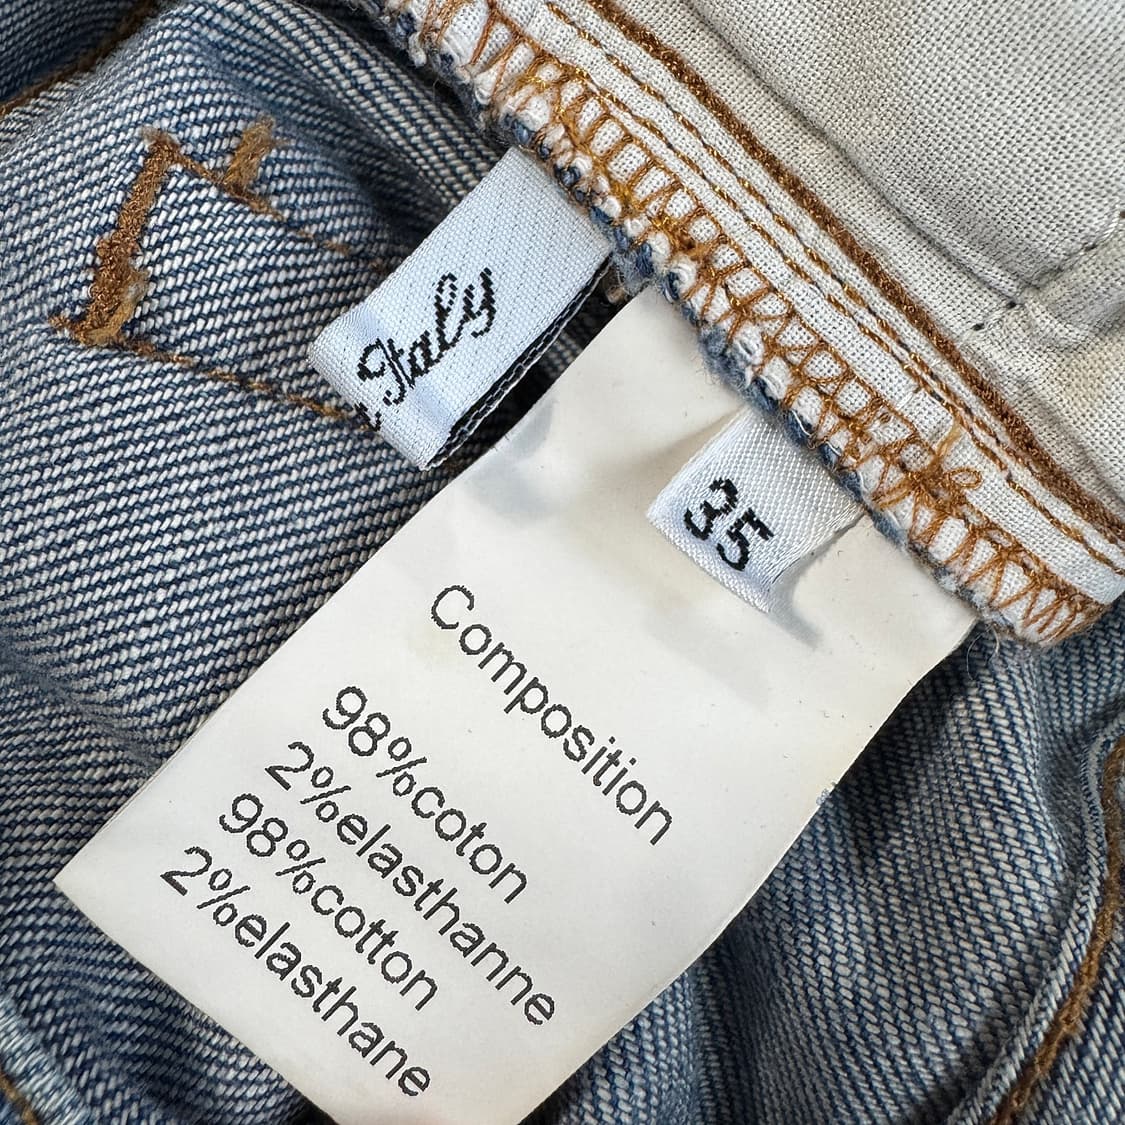 Italy
35
Composition
98%coton
2%elasthanne
98%cotton
2%elasthane